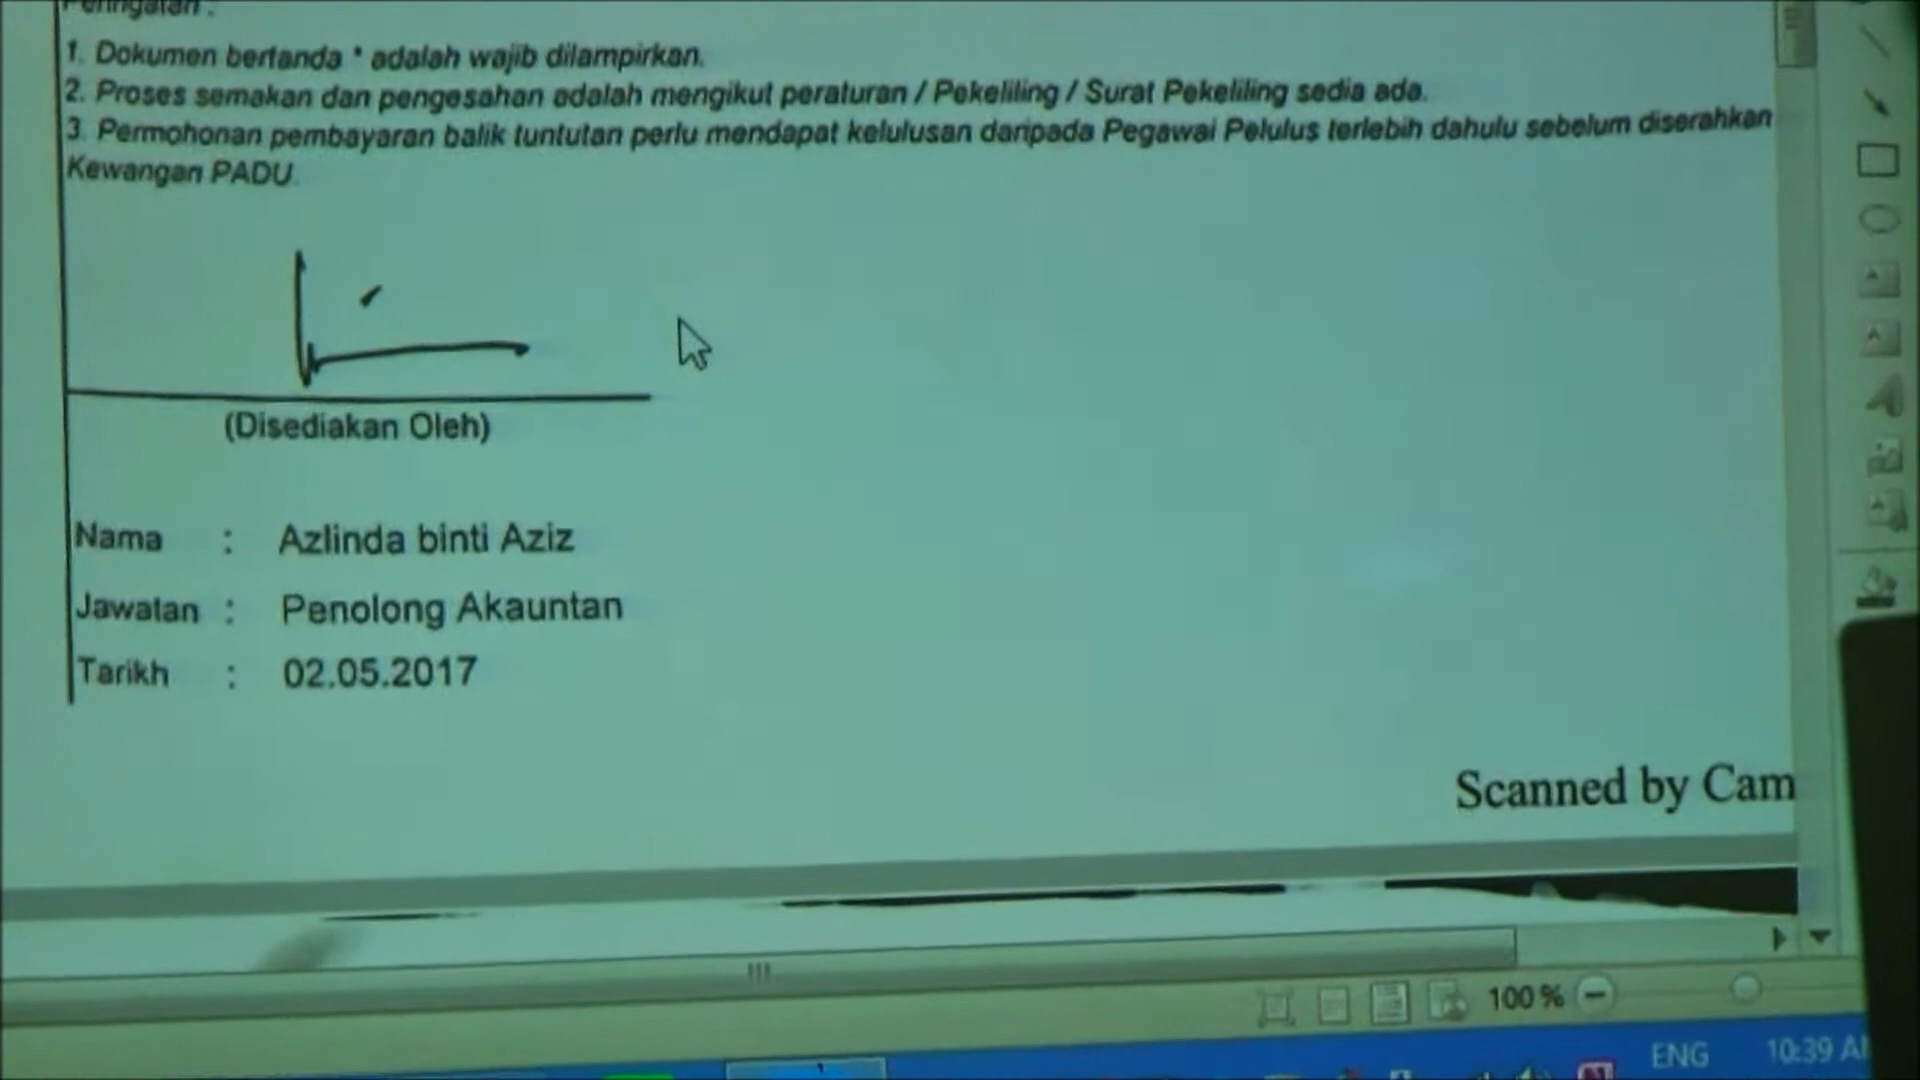 Peringatan :
1. Dokumen bertanda * adalah wajib dilampirkan.
2. Proses semakan dan pengesahan adalah mengikut peraturan / Pekeliling / Surat Pekeliling sedia ada.
3. Permohonan pembayaran balik tuntutan perlu mendapat kelulusan daripada Pegawai Pelulus terlebih dahulu sebelum diserahkan
Kewangan PADU.
(Disediakan Oleh)
Nama : Azlinda binti Aziz
Jawatan : Penolong Akauntan
Tarikh : 02.05.2017
Scanned by Cam
100 %
ENG 10:39 A